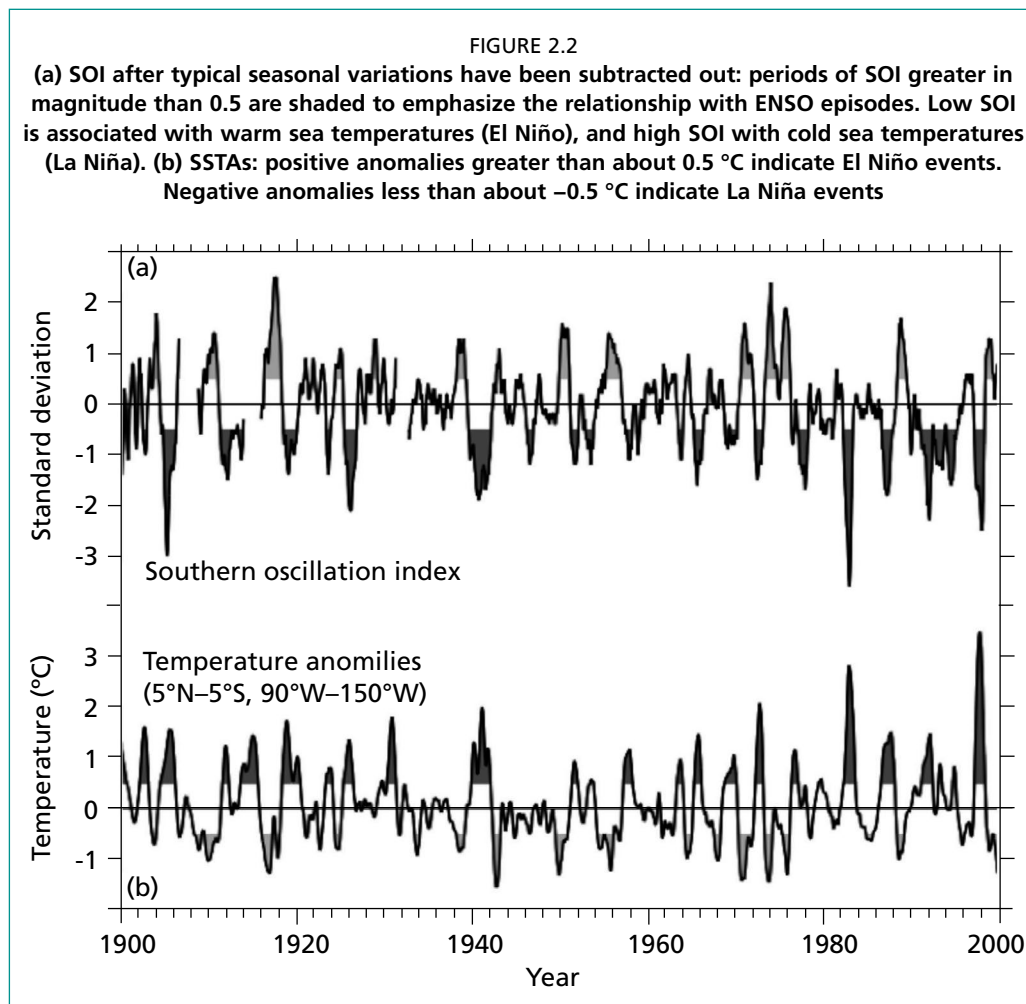 FIGURE 2.2
(a) SOI after typical seasonal variations have been subtracted out: periods of SOI greater in
magnitude than 0.5 are shaded to emphasize the relationship with ENSO episodes. Low SOI
is associated with warm sea temperatures (El Niño), and high SOI with cold sea temperatures
(La Niña). (b) SSTAs: positive anomalies greater than about 0.5 °C indicate El Niño events.
Negative anomalies less than about −0.5 °C indicate La Niña events
(a)
Standard deviation
2
1
0
-1
-2
-3
Southern oscillation index
Temperature anomilies
(5°N–5°S, 90°W–150°W)
Temperature (°C)
3
2
1
0
-1
(b)
1900 1920 1940 1960 1980 2000
Year